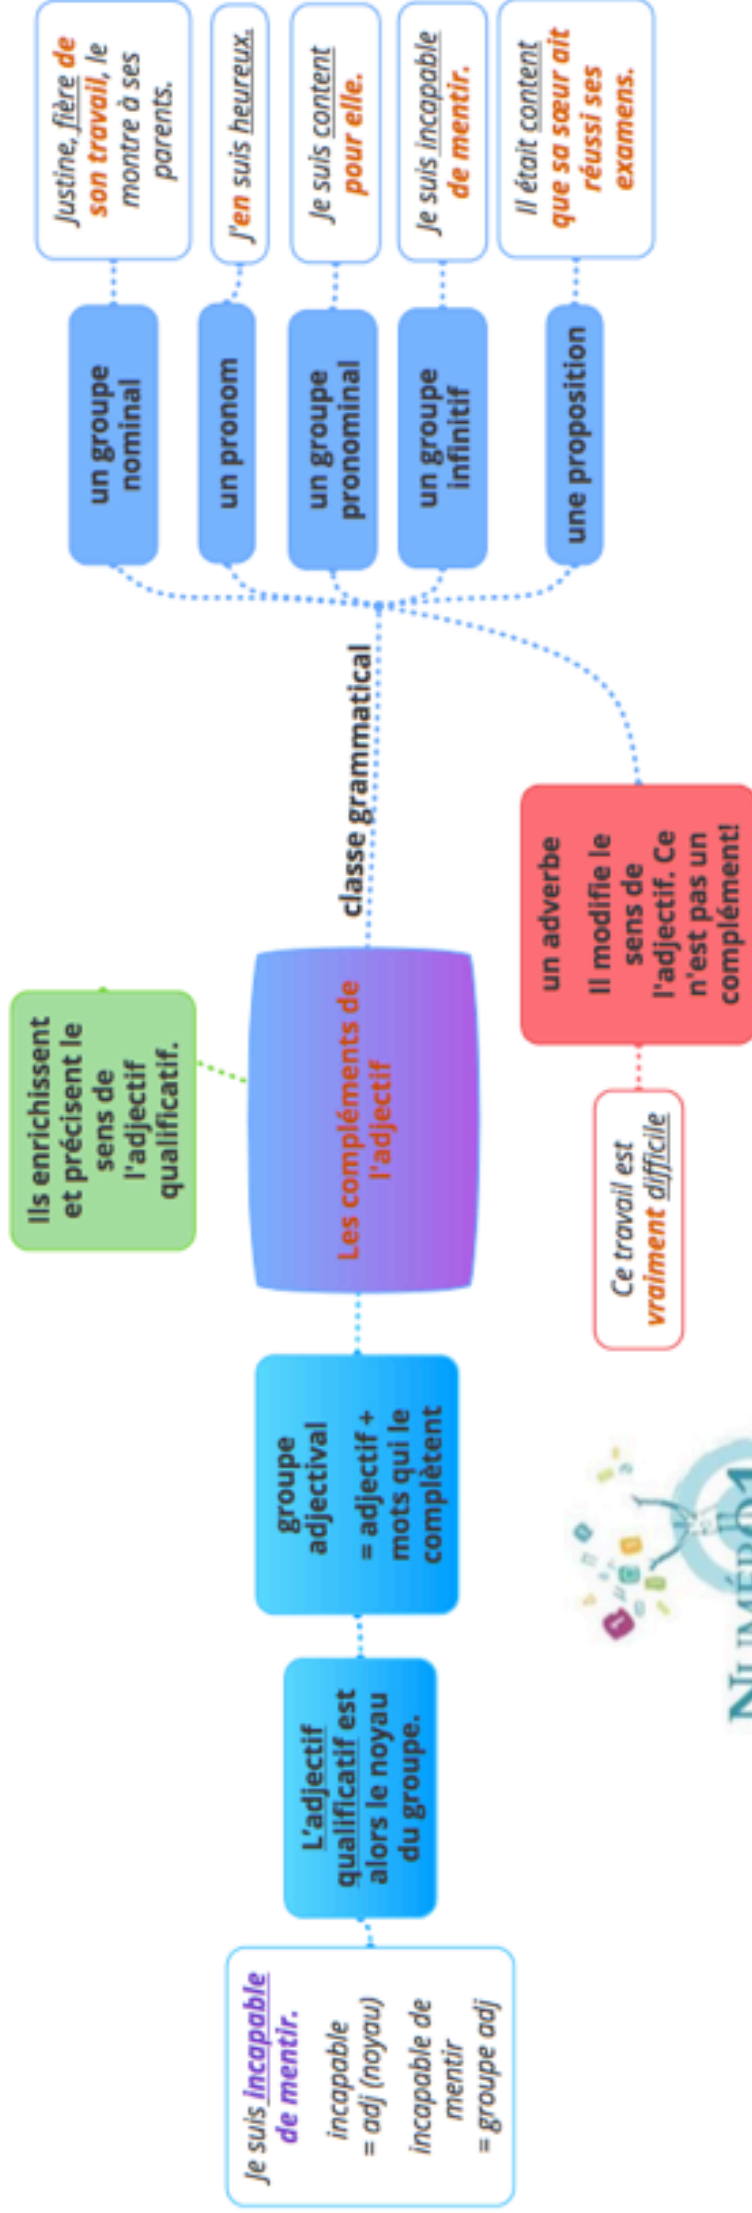 Ils enrichissent
et précisent le
sens de
l'adjectif
qualificatif.
Les compléments de
l'adjectif
groupe
adjectival
= adjectif +
mots qui le
complètent
L'adjectif
qualificatif est
alors le noyau
du groupe.
Je suis incapable
de mentir.
incapable
= adj (noyau)
incapable de
mentir
= groupe adj
classe grammatical
un groupe
nominal
Justine, fière de
son travail, le
montre à ses
parents.
un pronom
J'en suis heureux.
un groupe
pronominal
Je suis content
pour elle.
un groupe
infinitif
Je suis incapable
de mentir.
une proposition
Il était content
que sa sœur ait
réussi ses
examens.
un adverbe
Il modifie le
sens de
l'adjectif. Ce
n'est pas un
complément!
Ce travail est
vraiment difficile